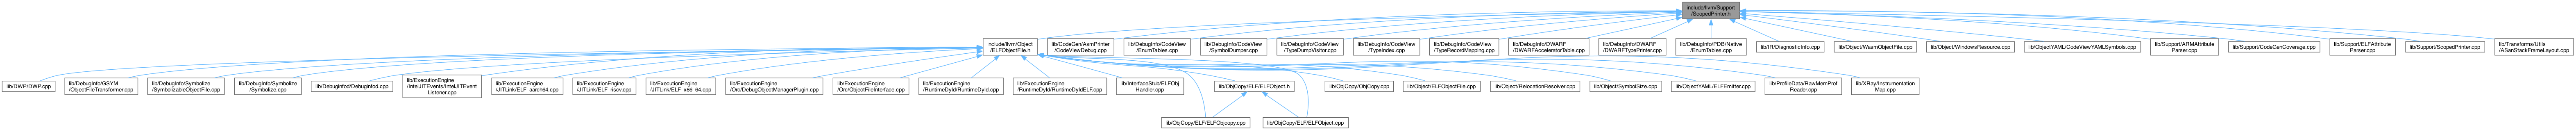 include/llvm/Support
/ScopedPrinter.h
include/llvm/Object
/ELFObjectFile.h
lib/CodeGen/AsmPrinter
/CodeViewDebug.cpp
lib/DebugInfo/CodeView
/EnumTables.cpp
lib/DebugInfo/CodeView
/SymbolDumper.cpp
lib/DebugInfo/CodeView
/TypeDumpVisitor.cpp
lib/DebugInfo/CodeView
/TypeIndex.cpp
lib/DebugInfo/CodeView
/TypeRecordMapping.cpp
lib/DebugInfo/DWARF
/DWARFAcceleratorTable.cpp
lib/DebugInfo/DWARF
/DWARFTypePrinter.cpp
lib/DebugInfo/PDB/Native
/EnumTables.cpp
lib/IR/DiagnosticInfo.cpp
lib/Object/WasmObjectFile.cpp
lib/Object/WindowsResource.cpp
lib/ObjectYAML/CodeViewYAMLSymbols.cpp
lib/Support/ARMAttribute
Parser.cpp
lib/Support/CodeGenCoverage.cpp
lib/Support/ELFAttribute
Parser.cpp
lib/Support/ScopedPrinter.cpp
lib/Transforms/Utils
/ASanStackFrameLayout.cpp
lib/DWP/DWP.cpp
lib/DebugInfo/GSYM
/ObjectFileTransformer.cpp
lib/DebugInfo/Symbolize
/SymbolizableObjectFile.cpp
lib/DebugInfo/Symbolize
/Symbolize.cpp
lib/Debuginfod/Debuginfod.cpp
lib/ExecutionEngine
/IntelJITEvents/IntelJITEvent
Listener.cpp
lib/ExecutionEngine
/JITLink/ELF_aarch64.cpp
lib/ExecutionEngine
/JITLink/ELF_riscv.cpp
lib/ExecutionEngine
/JITLink/ELF_x86_64.cpp
lib/ExecutionEngine
/Orc/DebugObjectManagerPlugin.cpp
lib/ExecutionEngine
/Orc/ObjectFileInterface.cpp
lib/ExecutionEngine
/RuntimeDyld/RuntimeDyld.cpp
lib/ExecutionEngine
/RuntimeDyld/RuntimeDyldELF.cpp
lib/InterfaceStub/ELFObj
Handler.cpp
lib/ObjCopy/ELF/ELFObject.h
lib/ObjCopy/ObjCopy.cpp
lib/Object/ELFObjectFile.cpp
lib/Object/RelocationResolver.cpp
lib/Object/SymbolSize.cpp
lib/ObjectYAML/ELFEmitter.cpp
lib/ProfileData/RawMemProf
Reader.cpp
lib/XRay/Instrumentation
Map.cpp
lib/ObjCopy/ELF/ELFObjcopy.cpp
lib/ObjCopy/ELF/ELFObject.cpp